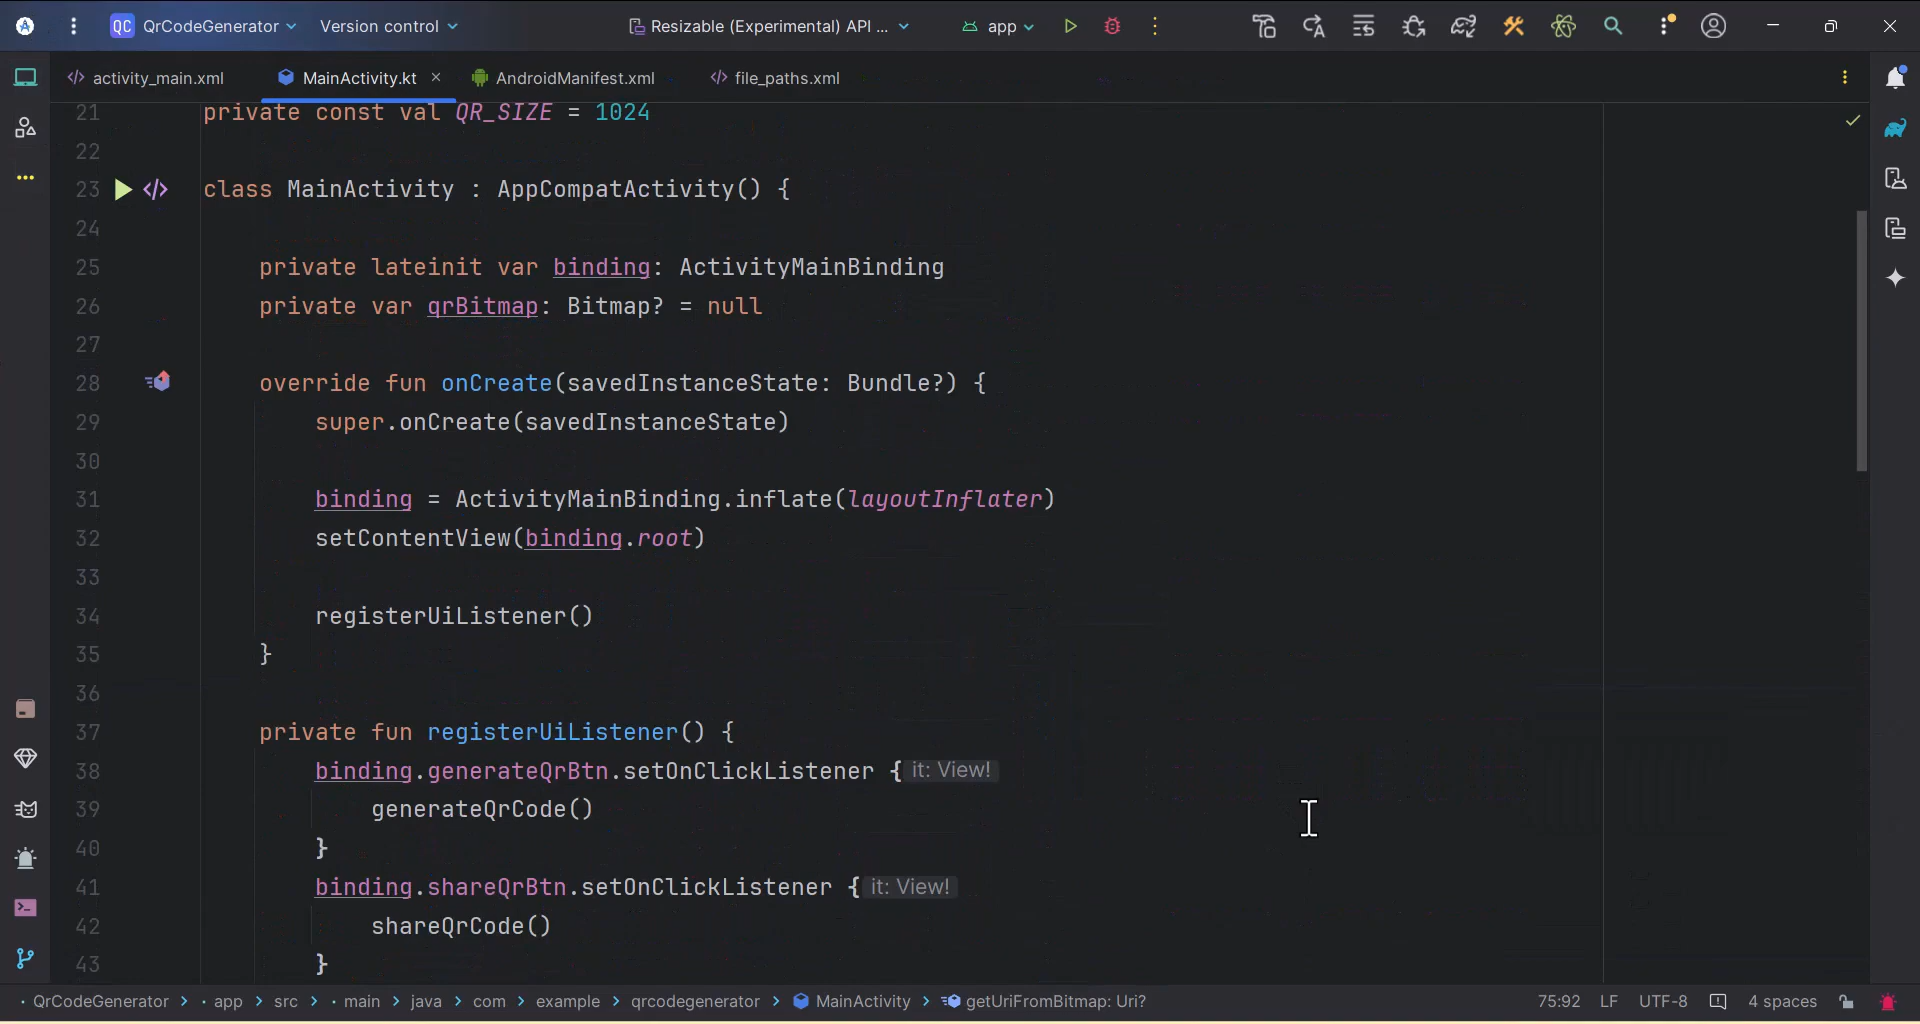 QC QrCodeGenerator Version control Resizable (Experimental) API ... app
activity_main.xml MainActivity.kt AndroidManifest.xml file_paths.xml
21 private const val QR_SIZE = 1024
22
23 class MainActivity : AppCompatActivity() {
24
25 private lateinit var binding: ActivityMainBinding
26 private var qrBitmap: Bitmap? = null
27
28 override fun onCreate(savedInstanceState: Bundle?) {
29 super.onCreate(savedInstanceState)
30
31 binding = ActivityMainBinding.inflate(layoutInflater)
32 setContentView(binding.root)
33
34 registerUiListener()
35 }
36
37 private fun registerUiListener() {
38 binding.generateQrBtn.setOnClickListener { it: View!
39 generateQrCode()
40 }
41 binding.shareQrBtn.setOnClickListener { it: View!
42 shareQrCode()
43 }
QrCodeGenerator > app > src > main > java > com > example > qrcodegenerator > MainActivity > getUriFromBitmap: Uri? 75:92 LF UTF-8 4 spaces